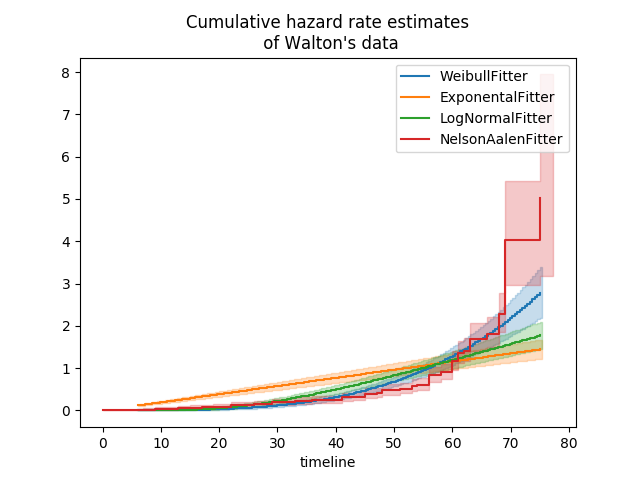 Cumulative hazard rate estimates
of Walton's data
8
7
6
5
4
3
2
1
0
WeibullFitter
ExponentalFitter
LogNormalFitter
NelsonAalenFitter
0 10 20 30 40 50 60 70 80
timeline